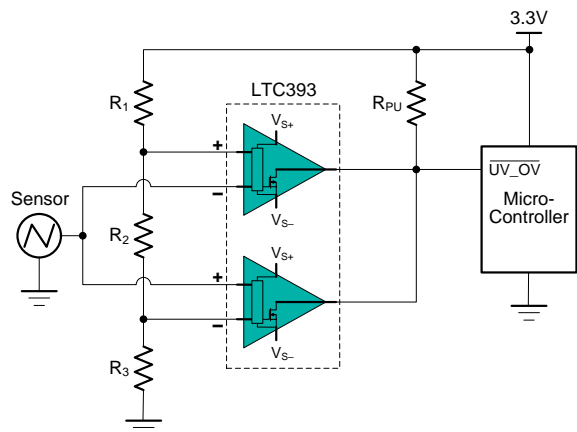 3.3V
LTC393
R1
RPU
+
VS+
–
VS–
UV_OV
Micro-
Controller
Sensor
R2
+
VS+
–
VS–
R3